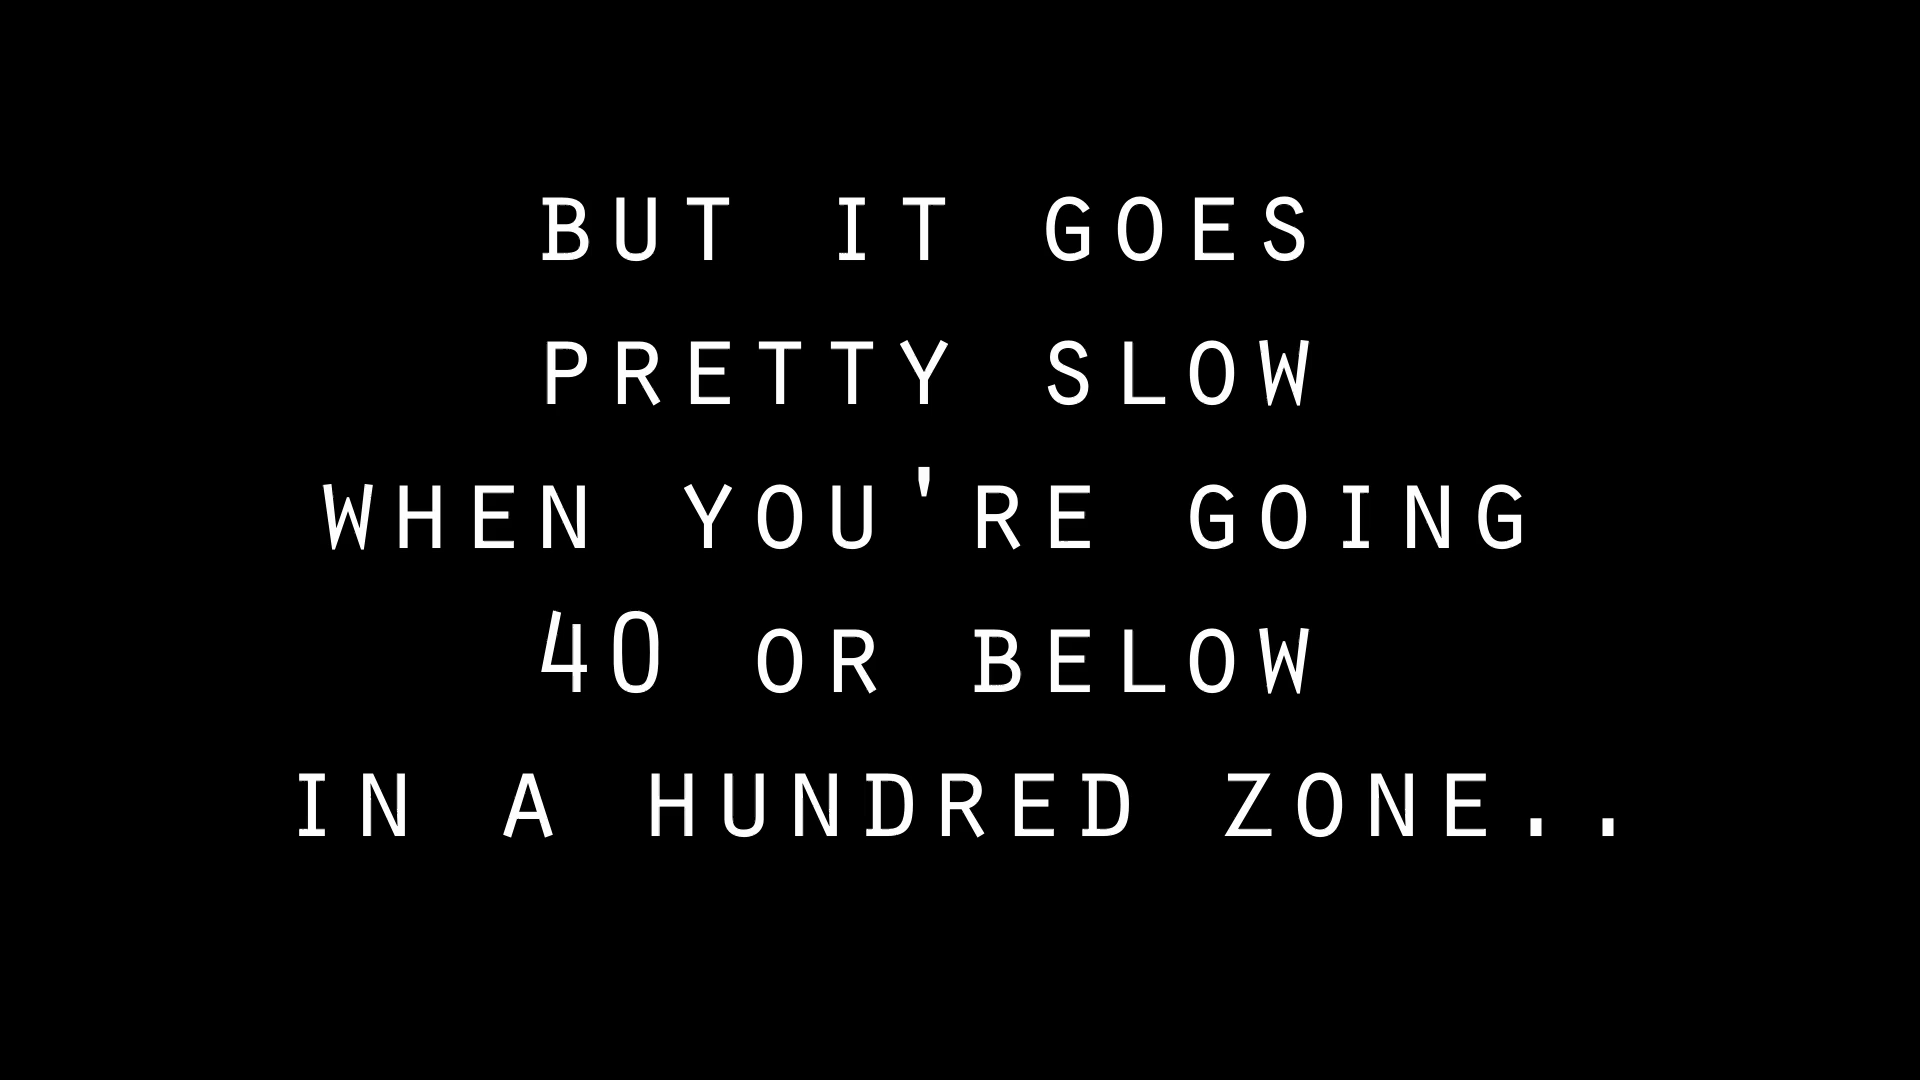 BUT IT GOES
PRETTY SLOW
WHEN YOU'RE GOING
40 OR BELOW
IN A HUNDRED ZONE..